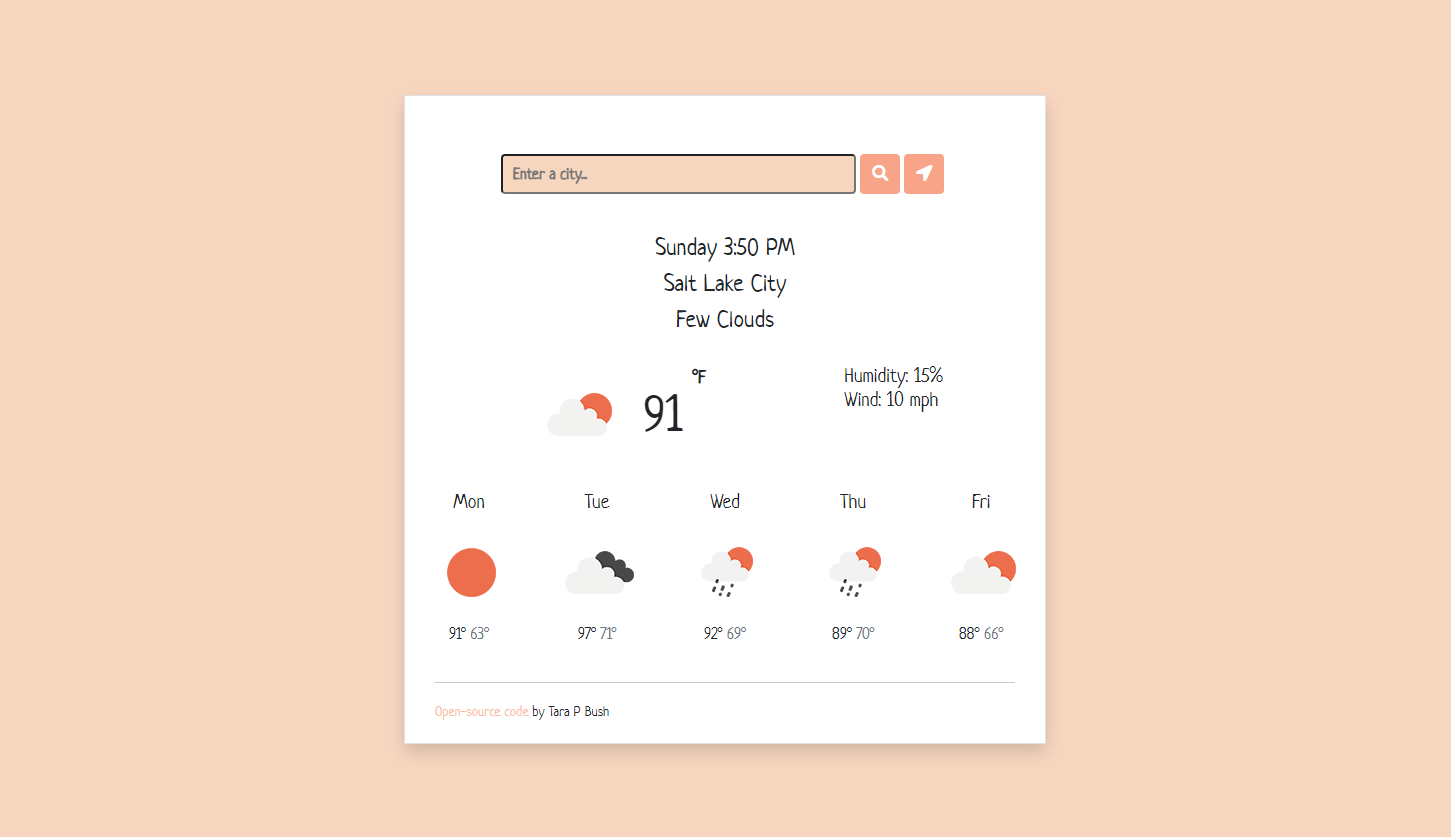 Enter a city...
Sunday 3:50 PM
Salt Lake City
Few Clouds
91 °F
Humidity: 15%
Wind: 10 mph
Mon Tue Wed Thu Fri
91° 63° 97° 71° 92° 69° 89° 70° 88° 66°
Open-source code by Tara P Bush